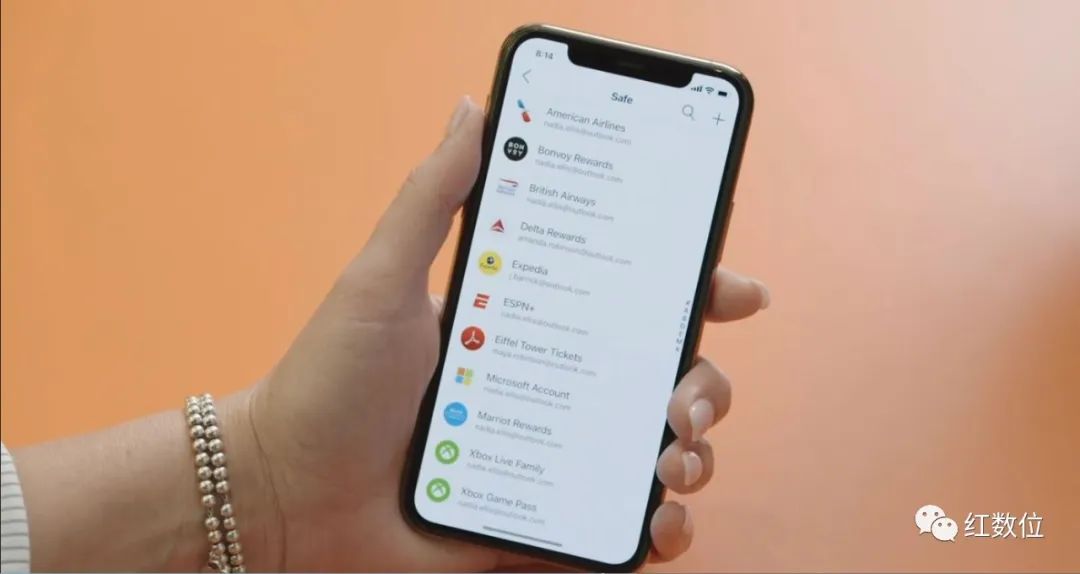 8:14
Safe
American Airlines
nadia.ellis@outlook.com
BON
VOY
Bonvoy Rewards
nadia.ellis@outlook.com
British Airways
nadia.ellis@outlook.com
Delta Rewards
amanda.robinson@outlook.com
Expedia
outlook.com
ESPN+
nadia.ellis@outlook.com
Eiffel Tower Tickets
maya.robinson@outlook.com
Microsoft Account
nadia.ellis@outlook.com
Marriot Rewards
nadia.ellis@outlook.com
Xbox Live Family
nadia.ellis@outlook.com
Xbox Game Pass
nadia.ellis@outlook.com
红数位